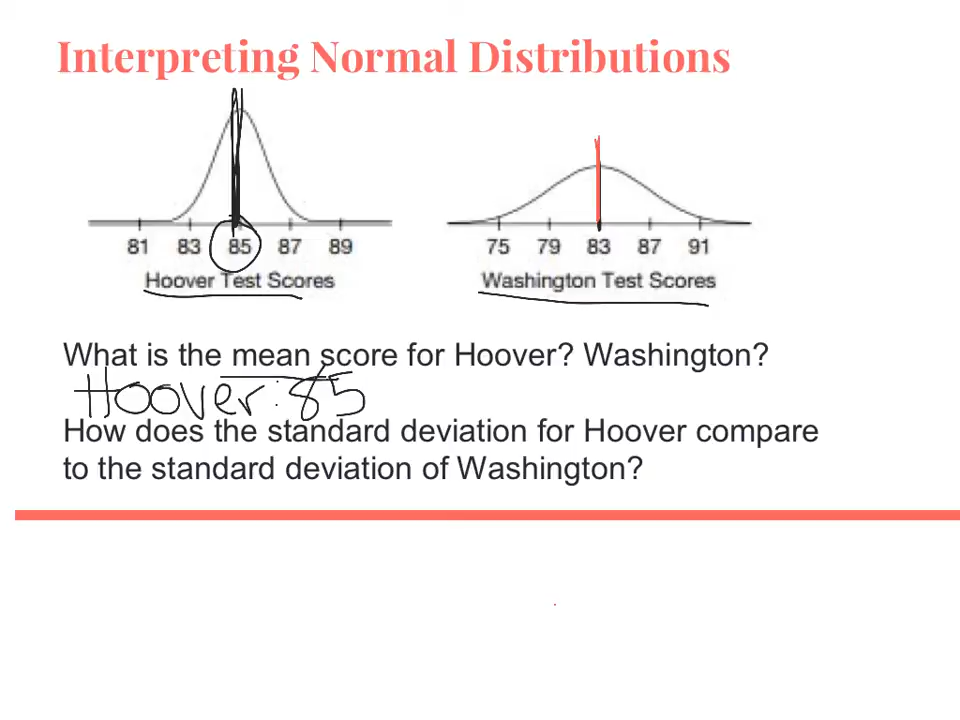 Interpreting Normal Distributions
81 83 85 87 89
Hoover Test Scores
75 79 83 87 91
Washington Test Scores
What is the mean score for Hoover? Washington?
Hoover: 85
How does the standard deviation for Hoover compare
to the standard deviation of Washington?